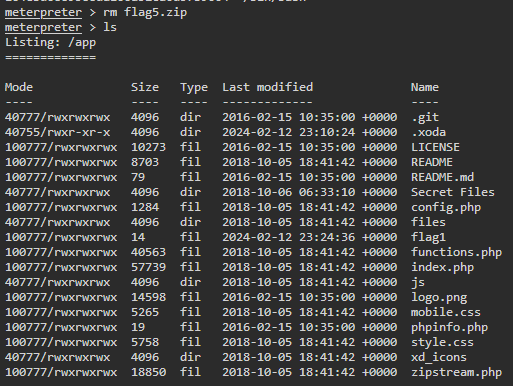 meterpreter > rm flag5.zip
meterpreter > ls
Listing: /app
=============
Mode Size Type Last modified Name
---- ---- ---- ------------- ----
40777/rwxrwxrwx 4096 dir 2016-02-15 10:35:00 +0000 .git
40755/rwxr-xr-x 4096 dir 2024-02-12 23:10:24 +0000 .xoda
100777/rwxrwxrwx 10273 fil 2016-02-15 10:35:00 +0000 LICENSE
100777/rwxrwxrwx 8703 fil 2018-10-05 18:41:42 +0000 README
100777/rwxrwxrwx 79 fil 2016-02-15 10:35:00 +0000 README.md
40777/rwxrwxrwx 4096 dir 2018-10-06 06:33:10 +0000 Secret Files
100777/rwxrwxrwx 1284 fil 2018-10-05 18:41:42 +0000 config.php
40777/rwxrwxrwx 4096 dir 2018-10-05 18:41:42 +0000 files
100777/rwxrwxrwx 14 fil 2024-02-12 23:24:36 +0000 flag1
100777/rwxrwxrwx 40563 fil 2018-10-05 18:41:42 +0000 functions.php
100777/rwxrwxrwx 57739 fil 2018-10-05 18:41:42 +0000 index.php
40777/rwxrwxrwx 4096 dir 2018-10-05 18:41:42 +0000 js
100777/rwxrwxrwx 14598 fil 2016-02-15 10:35:00 +0000 logo.png
100777/rwxrwxrwx 5265 fil 2018-10-05 18:41:42 +0000 mobile.css
100777/rwxrwxrwx 19 fil 2016-02-15 10:35:00 +0000 phpinfo.php
100777/rwxrwxrwx 5758 fil 2018-10-05 18:41:42 +0000 style.css
40777/rwxrwxrwx 4096 dir 2018-10-05 18:41:42 +0000 xd_icons
100777/rwxrwxrwx 18850 fil 2018-10-05 18:41:42 +0000 zipstream.php